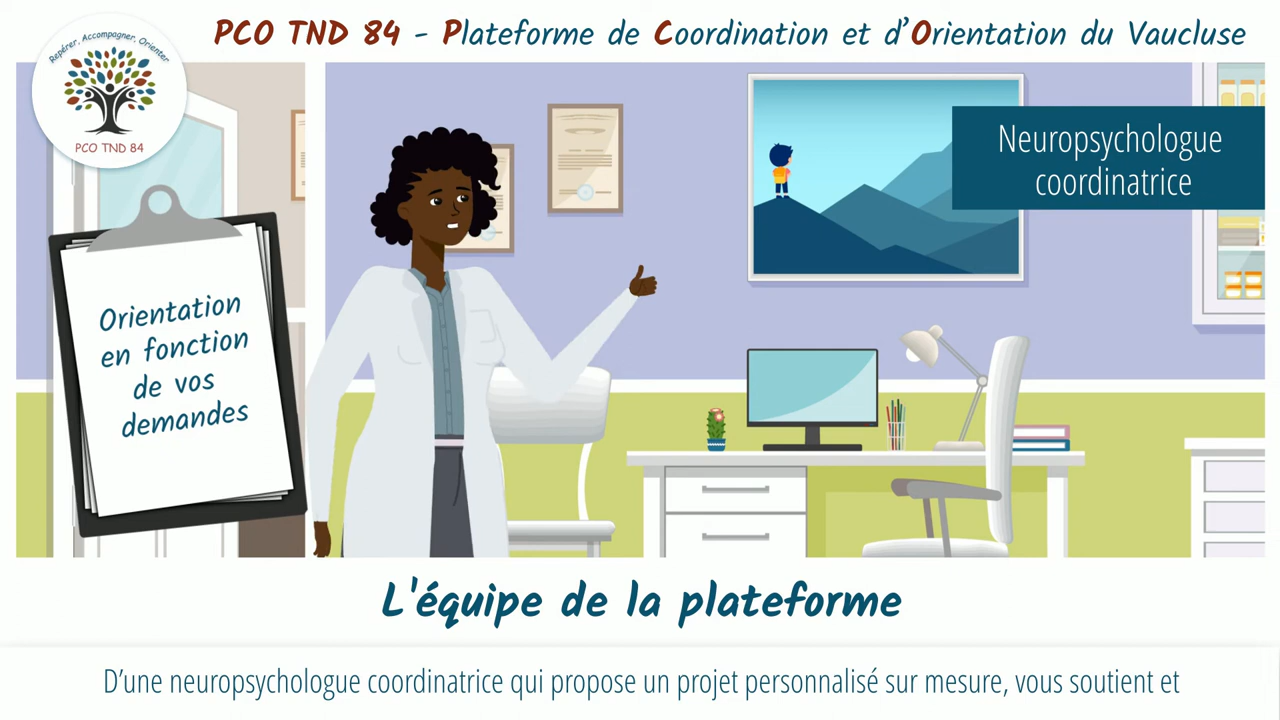 PCO TND 84 - Plateforme de Coordination et d’Orientation du Vaucluse
Repérer, Accompagner, Orienter
PCO TND 84
Neuropsychologue
coordinatrice
Orientation
en fonction
de vos
demandes
L'équipe de la plateforme
D’une neuropsychologue coordinatrice qui propose un projet personnalisé sur mesure, vous soutient et